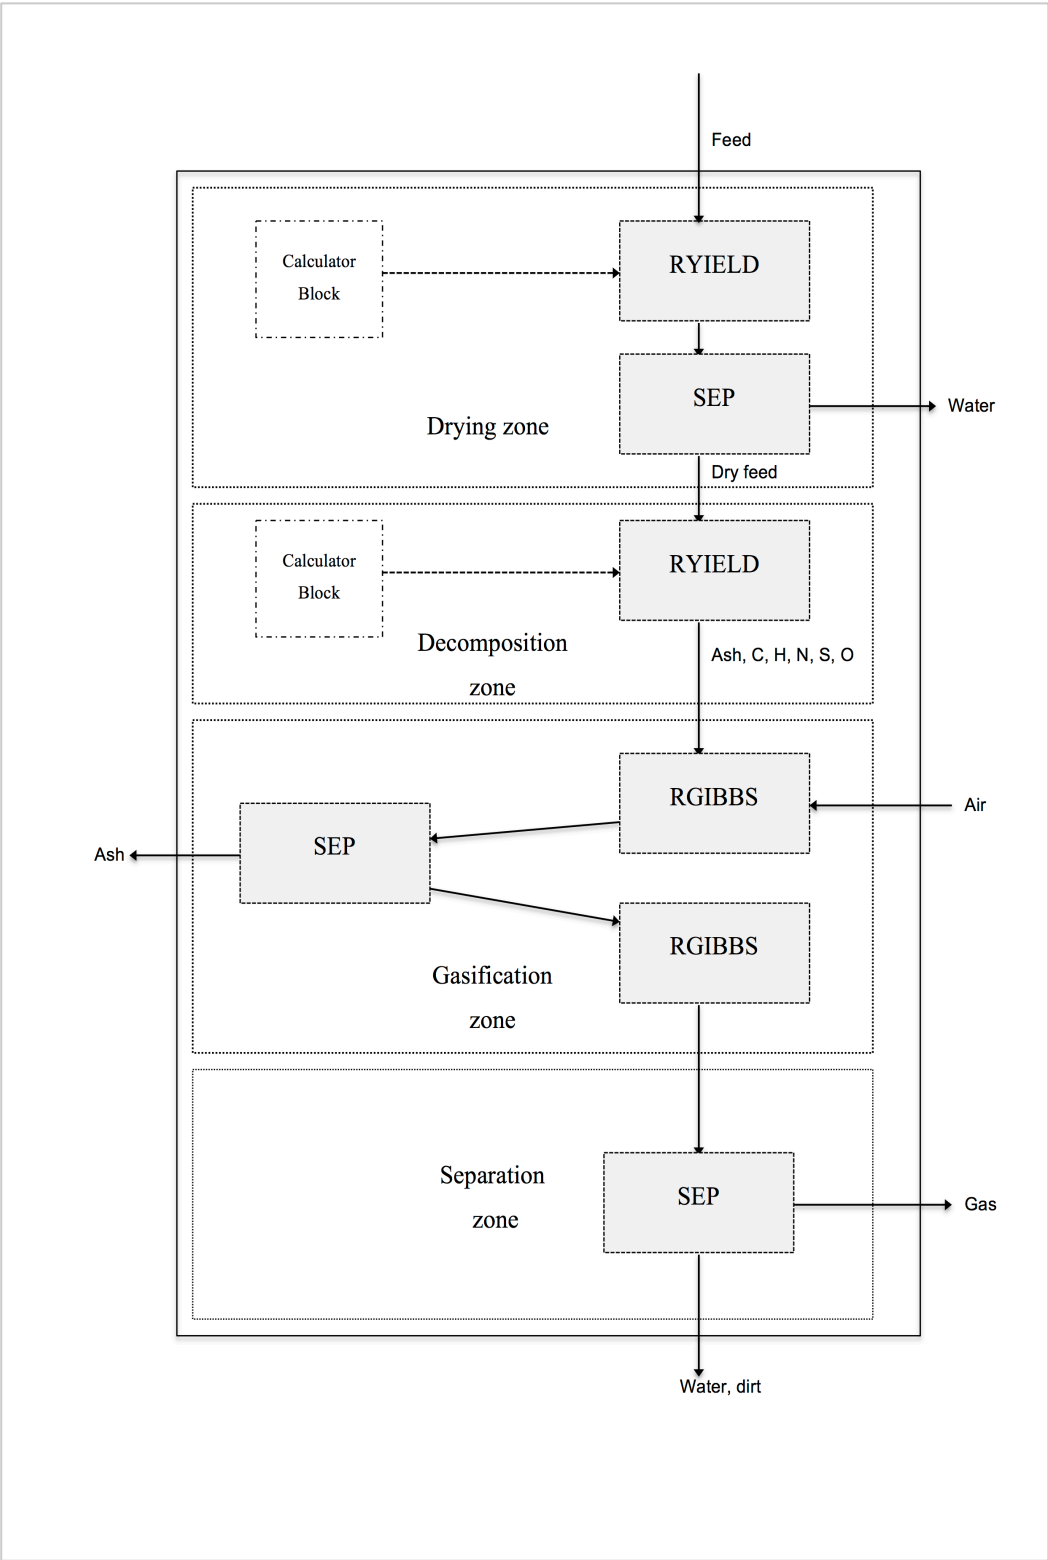 Feed
Calculator
Block
RYIELD
SEP
Water
Drying zone
Dry feed
Calculator
Block
RYIELD
Decomposition
zone
Ash, C, H, N, S, O
RGIBBS
Air
SEP
Ash
RGIBBS
Gasification
zone
Separation
zone
SEP
Gas
Water, dirt